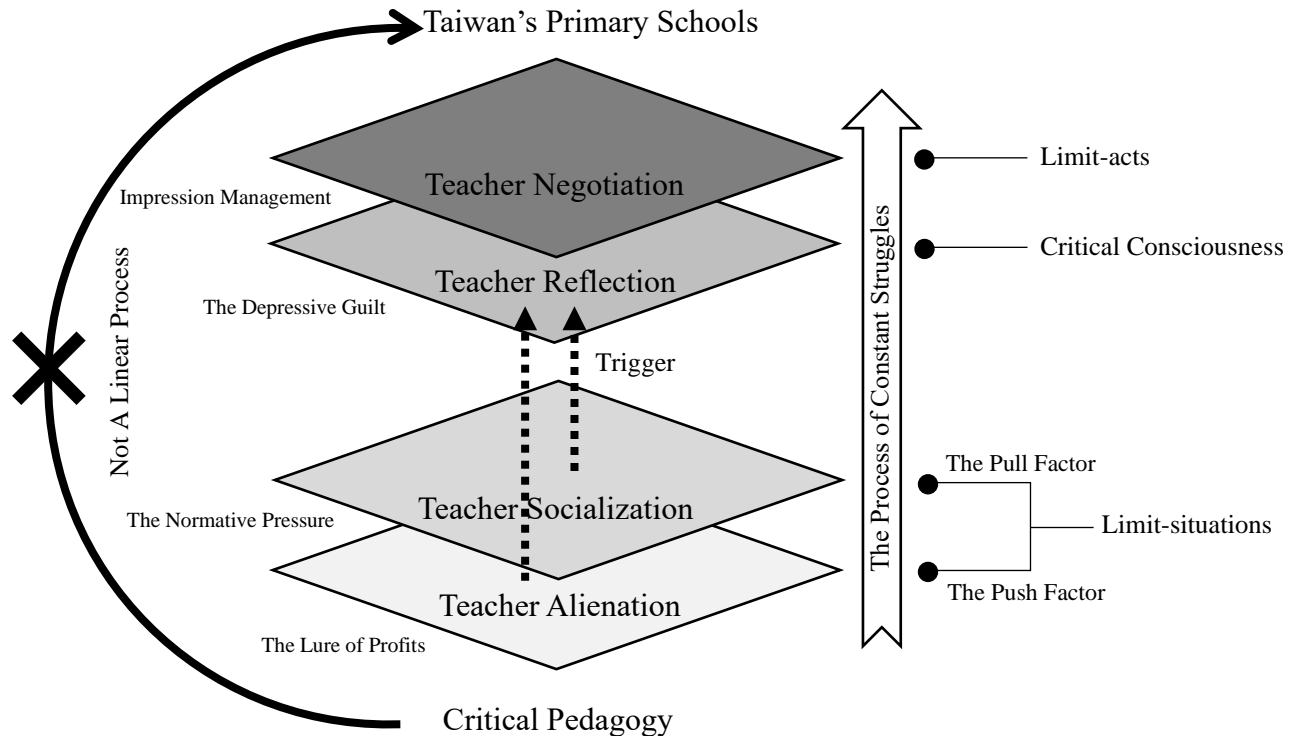 Taiwan's Primary Schools
Limit-acts
Teacher Negotiation
Impression Management
Critical Consciousness
Teacher Reflection
The Depressive Guilt
Trigger
Not A Linear Process
The Process of Constant Struggles
The Pull Factor
Teacher Socialization
The Normative Pressure
Limit-situations
The Push Factor
Teacher Alienation
The Lure of Profits
Critical Pedagogy